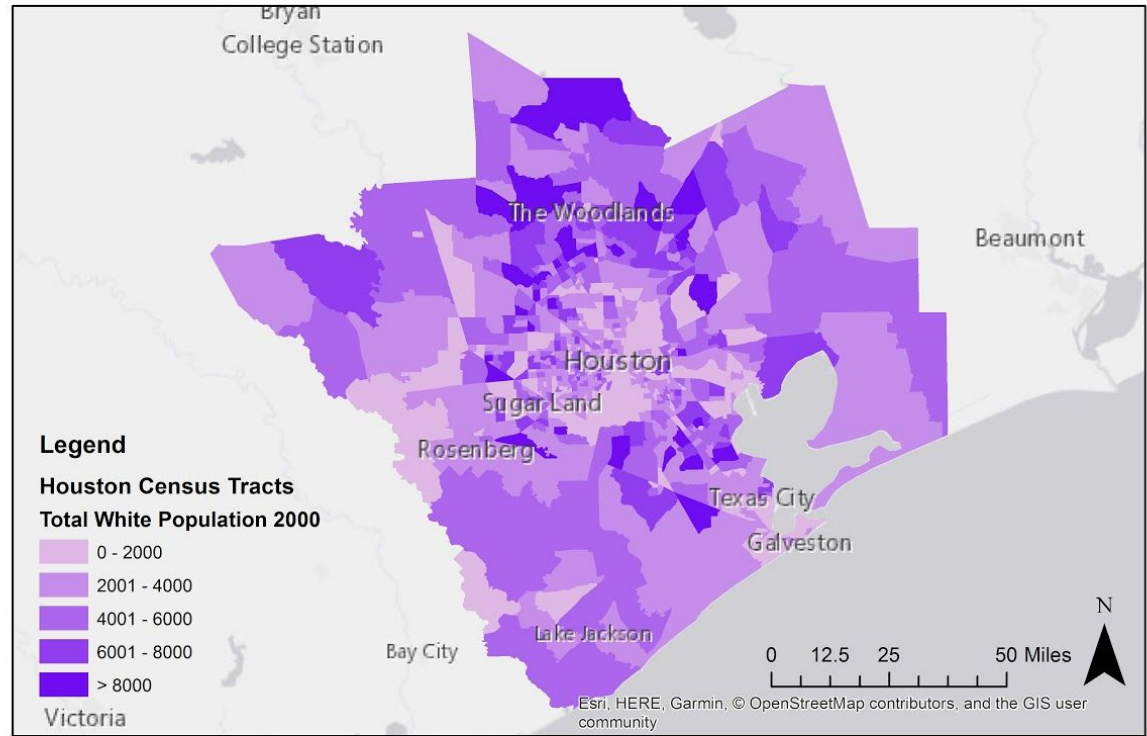 Bryan
College Station
The Woodlands
Beaumont
Houston
Sugar Land
Rosenberg
Texas City
Galveston
Lake Jackson
Bay City
Victoria
Legend
Houston Census Tracts
Total White Population 2000
0 - 2000
2001 - 4000
4001 - 6000
6001 - 8000
> 8000
N
0 12.5 25 50 Miles
Esri, HERE, Garmin, © OpenStreetMap contributors, and the GIS user
community